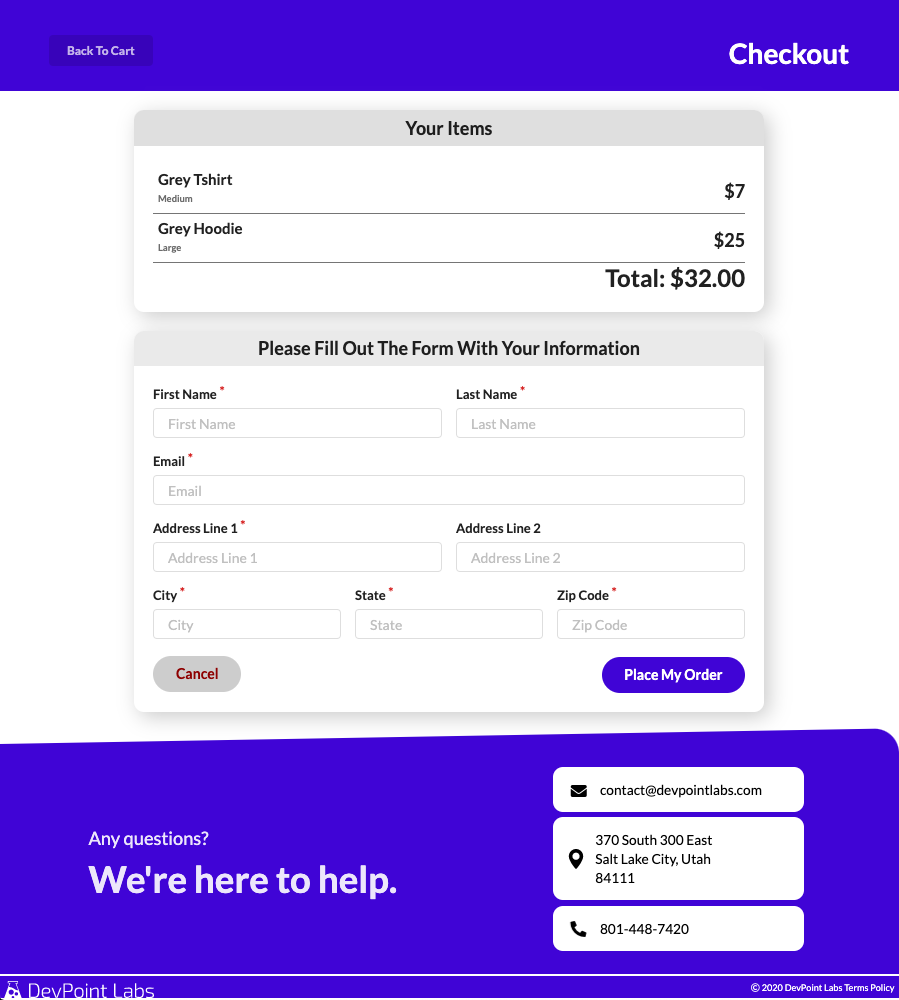 Back To Cart
Checkout
Your Items
Grey Tshirt
Medium
$7
Grey Hoodie
Large
$25
Total: $32.00
Please Fill Out The Form With Your Information
First Name *
Last Name *
First Name
Last Name
Email *
Email
Address Line 1 *
Address Line 2
Address Line 1
Address Line 2
City *
State *
Zip Code *
City
State
Zip Code
Cancel
Place My Order
Any questions?
We're here to help.
contact@devpointlabs.com
370 South 300 East
Salt Lake City, Utah
84111
801-448-7420
DevPoint Labs
© 2020 DevPoint Labs Terms Policy